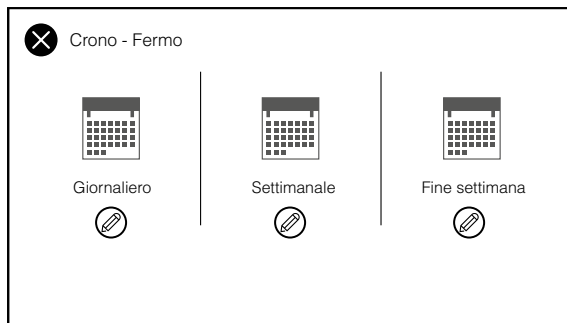 Crono - Fermo
Giornaliero
Settimanale
Fine settimana